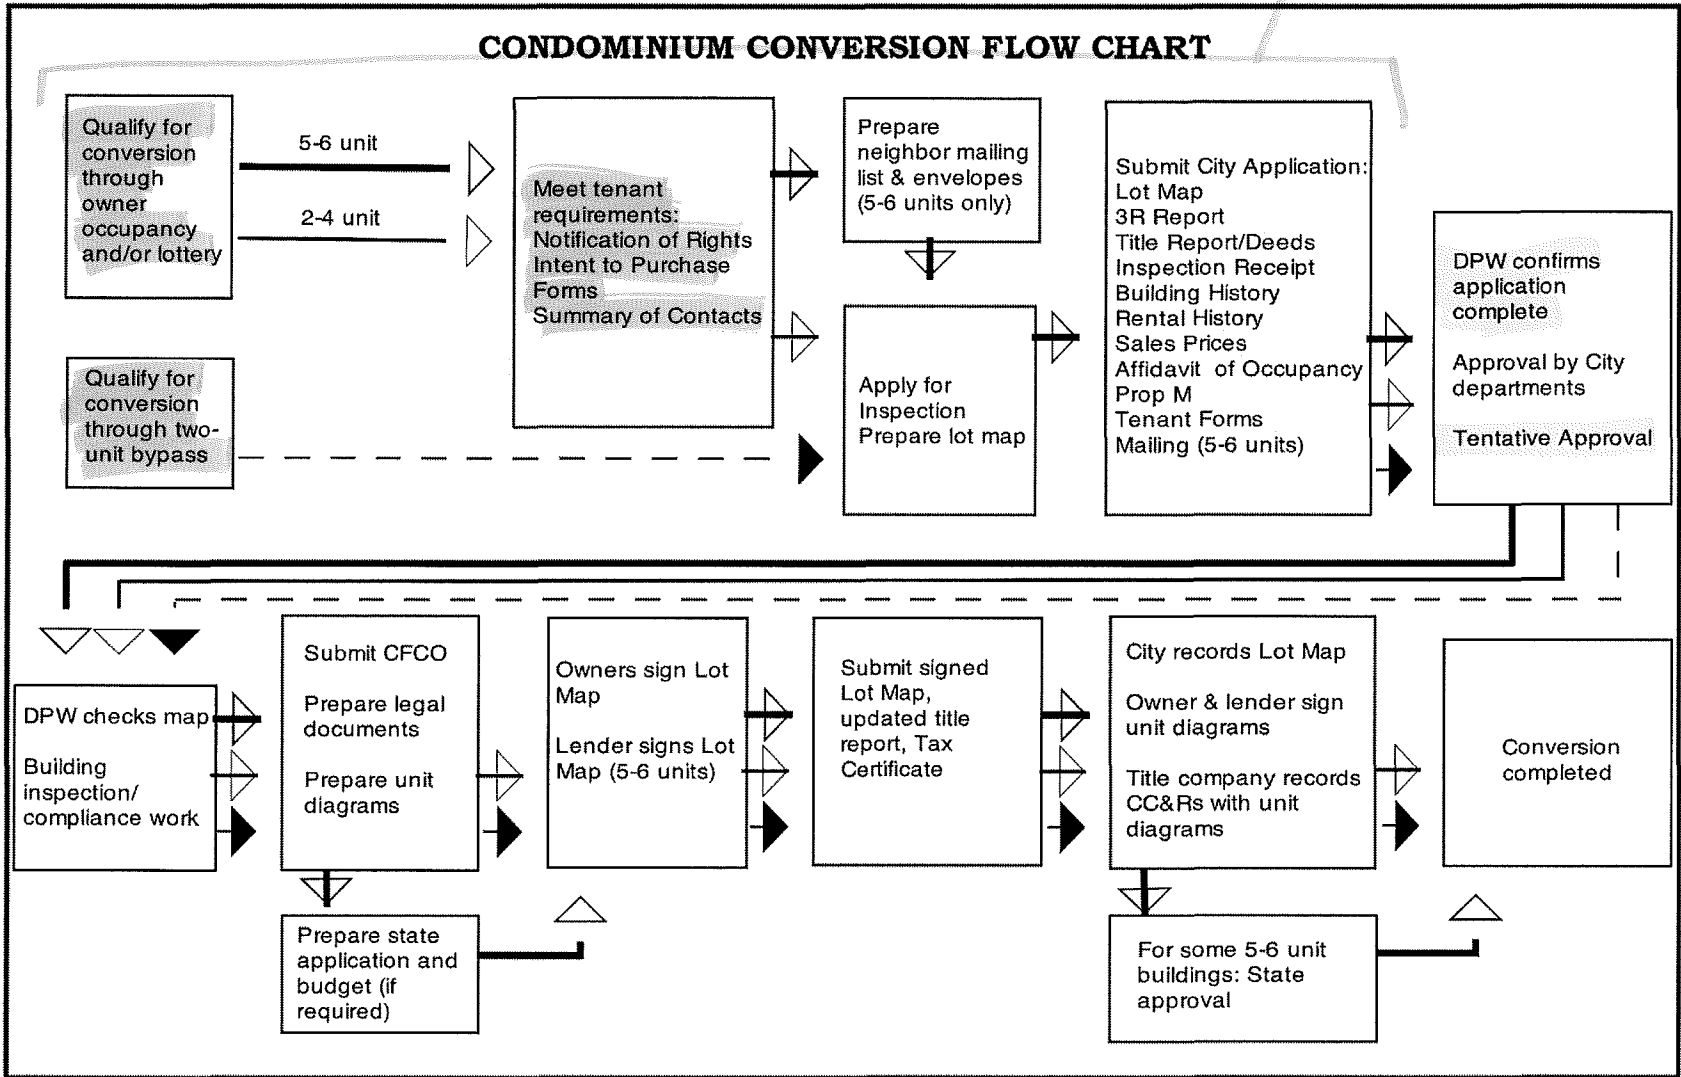 CONDOMINIUM CONVERSION FLOW CHART
Qualify for
conversion
through
owner
occupancy
and/or lottery
5-6 unit
2-4 unit
Meet tenant
requirements:
Notification of Rights
Intent to Purchase
Forms
Summary of Contacts
Prepare
neighbor mailing
list & envelopes
(5-6 units only)
Submit City Application:
Lot Map
3R Report
Title Report/Deeds
Inspection Receipt
Building History
Rental History
Sales Prices
Affidavit of Occupancy
Prop M
Tenant Forms
Mailing (5-6 units)
DPW confirms
application
complete
Approval by City
departments
Tentative Approval
Qualify for
conversion
through two-
unit bypass
Apply for
Inspection
Prepare lot map
DPW checks map
Building
inspection/
compliance work
Submit CFCO
Prepare legal
documents
Prepare unit
diagrams
Owners sign Lot
Map
Lender signs Lot
Map (5-6 units)
Submit signed
Lot Map,
updated title
report, Tax
Certificate
City records Lot Map
Owner & lender sign
unit diagrams
Title company records
CC&Rs with unit
diagrams
Conversion
completed
Prepare state
application and
budget (if
required)
For some 5-6 unit
buildings: State
approval